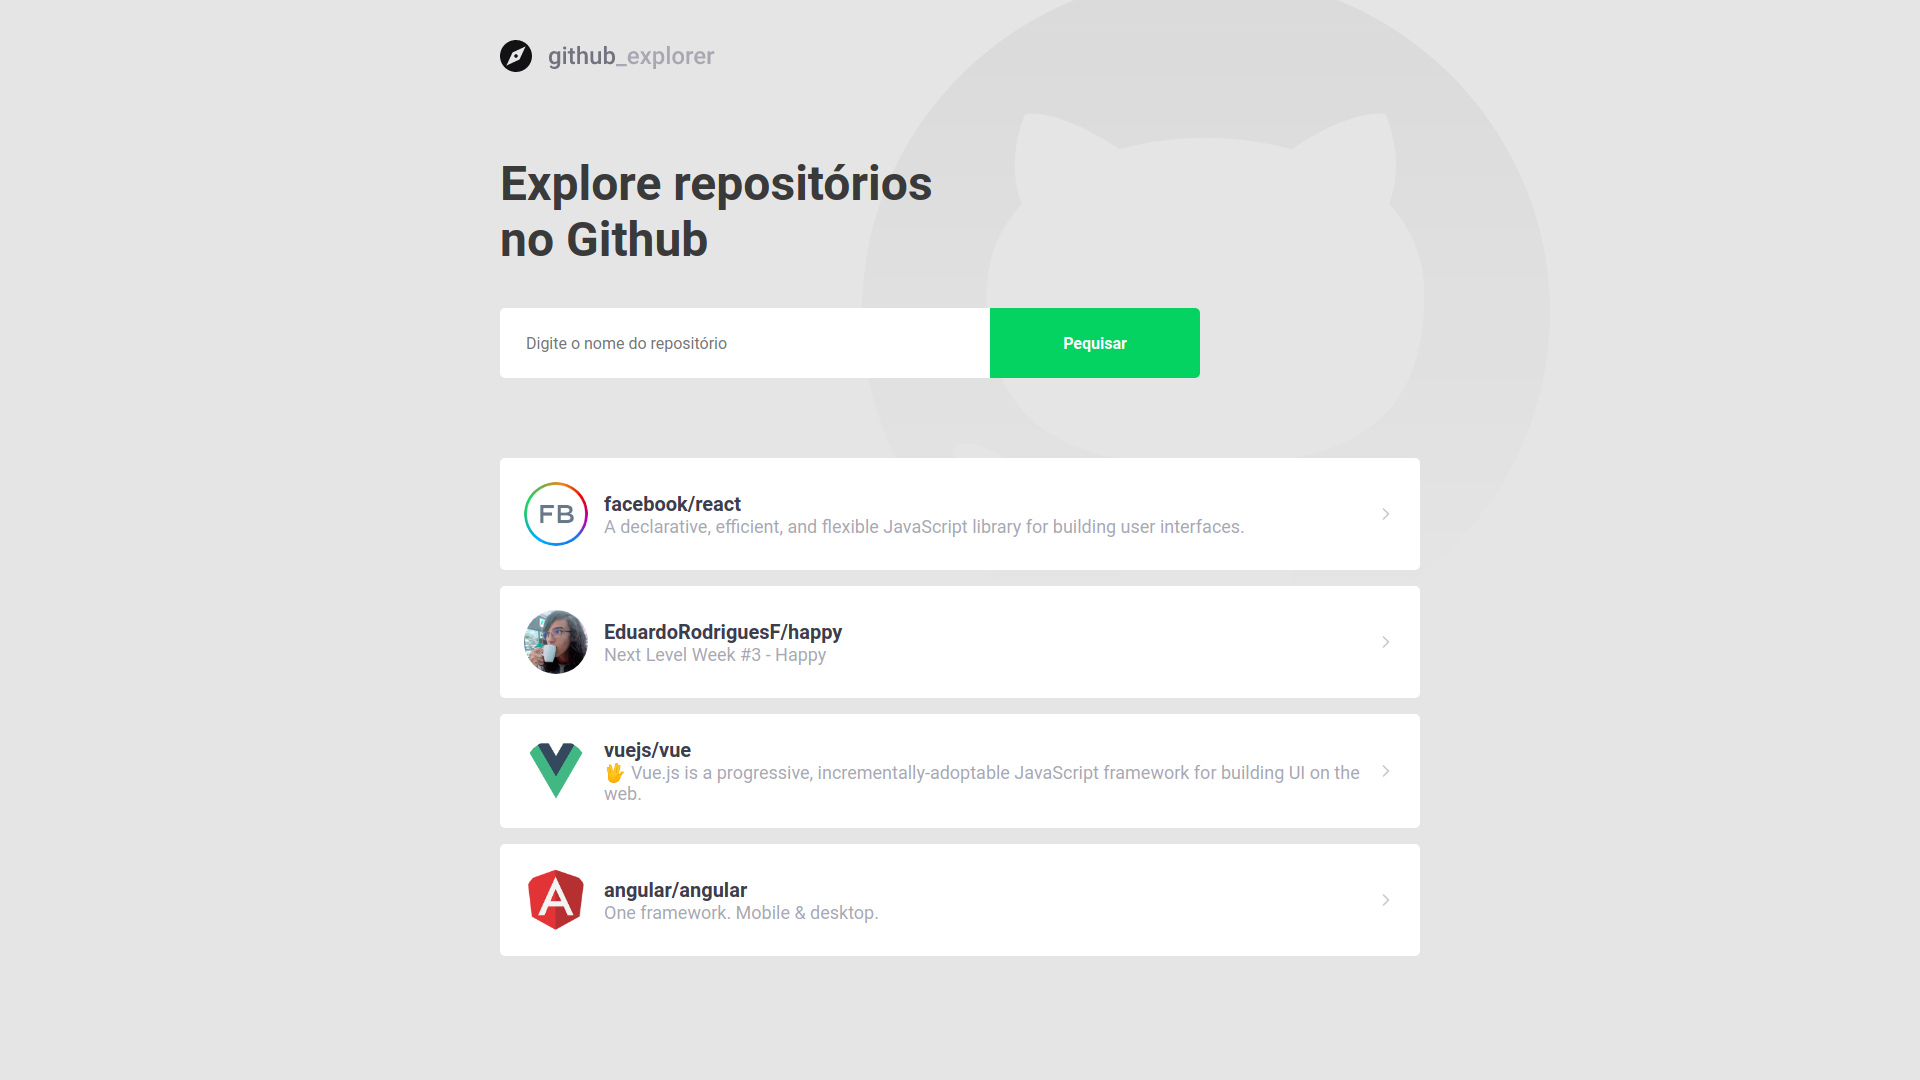 github_explorer
Explore repositórios
no Github
Digite o nome do repositório
Pequisar
FB
facebook/react
A declarative, efficient, and flexible JavaScript library for building user interfaces.
EduardoRodriguesF/happy
Next Level Week #3 - Happy
vuejs/vue
🖖 Vue.js is a progressive, incrementally-adoptable JavaScript framework for building UI on the
web.
A
angular/angular
One framework. Mobile & desktop.